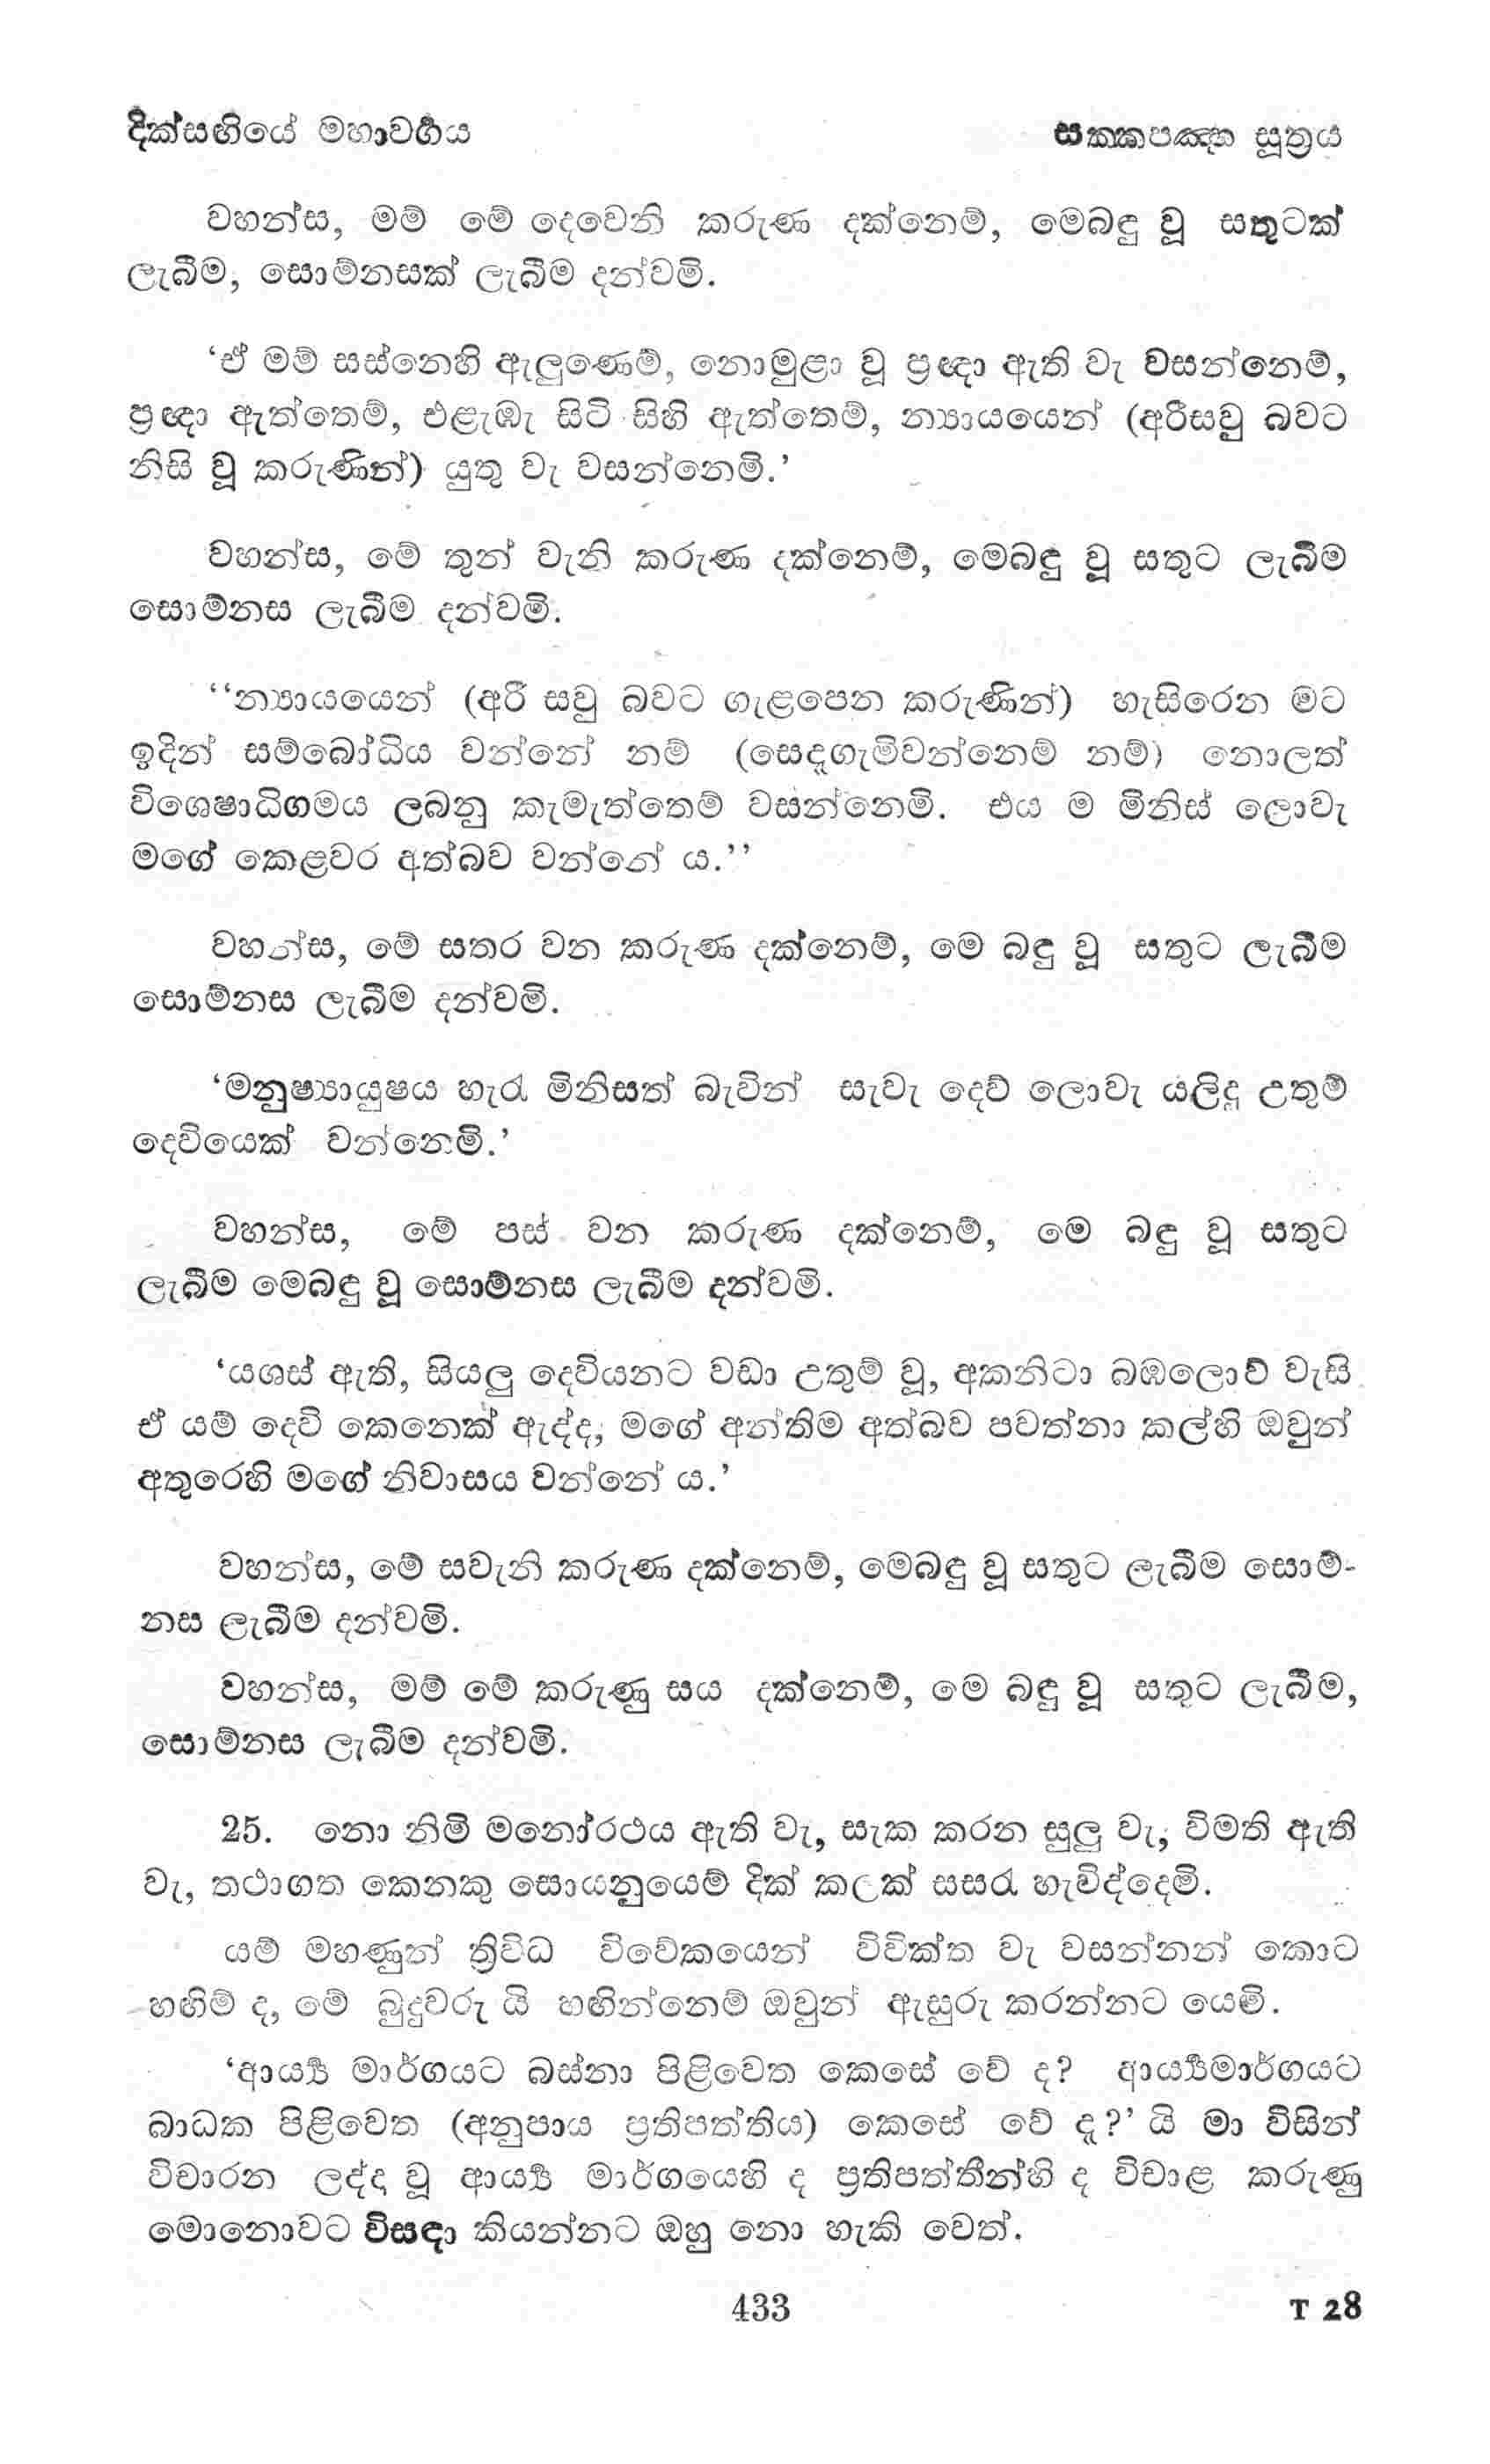 දික්සඟියේ මහාවර්‍ගය
සක්කපඤ්හ සූත්‍රය
වහන්ස, මම් මේ දෙවෙනි කරුණ දක්නෙම්, මෙබඳු වූ සතුටක්
ලැබීම, සොම්නසක් ලැබීම දන්වමි.
‘ඒ මම් සස්නෙහි ඇලුණෙම්, නොමුළා වූ ප්‍රඥා ඇති වැ වසන්නෙම්,
ප්‍රඥා ඇත්තෙම්, එළැඹැ සිටි සිහි ඇත්තෙම්, න්‍යායයෙන් (අරීසවු බවට
නිසි වූ කරුණින්) යුතු වැ වසන්නෙමි.’
වහන්ස, මේ තුන් වැනි කරුණ දක්නෙම්, මෙබඳු වූ සතුට ලැබීම
සොම්නස ලැබීම දන්වමි.
‘‘න්‍යායයෙන් (අරී සවු බවට ගැළපෙන කරුණින්) හැසිරෙන මට
ඉදින් සම්බෝධිය වන්නේ නම් (සෙදගැමිවන්නෙම් නම්) නොලත්
විශෙෂාධිගමය ලබනු කැමැත්තෙම් වසන්නෙමි. එය ම මිනිස් ලොවැ
මගේ කෙළවර අත්බව වන්නේ ය.’’
වහන්ස, මේ සතර වන කරුණ දක්නෙම්, මෙ බඳු වූ සතුට ලැබීම
සොම්නස ලැබීම දන්වමි.
‘මනුෂ්‍යායුෂය හැර මිනිසත් බැවින් සැවැ දෙව් ලොවැ යලිදු උතුම්
දෙවියෙක් වන්නෙමි.’
වහන්ස, මේ පස් වන කරුණ දක්නෙම්, මෙ බඳු වූ සතුට
ලැබීම මෙබඳු වූ සොම්නස ලැබීම දන්වමි.
‘යශස් ඇති, සියලු දෙවියනට වඩා උතුම් වූ, අකනිටා බඹලොව් වැසි
ඒ යම් දෙවි කෙනෙක් ඇද්ද, මගේ අන්තිම අත්බව පවත්නා කල්හි ඔවුන්
අතුරෙහි මගේ නිවාසය වන්නේ ය.’
වහන්ස, මේ සවැනි කරුණ දක්නෙම්, මෙබඳු වූ සතුට ලැබීම සොම්-
නස ලැබීම දන්වමි.
වහන්ස, මම් මේ කරුණු සය දක්නෙම්, මෙ බඳු වූ සතුට ලැබීම,
සොම්නස ලැබීම දන්වමි.
25. නො නිමි මනෝරථය ඇති වැ, සැක කරන සුලු වැ, විමති ඇති
වැ, තථාගත කෙනකු සොයනුයෙම් දික් කලක් සසර හැවිද්දෙමි.
යම් මහණුන් ත්‍රිවිධ විවේකයෙන් විවික්ත වැ වසන්නන් කොට
හඟිම් ද, මේ බුදුවරු යි හඟින්නෙම් ඔවුන් ඇසුරු කරන්නට යෙමි.
‘ආර්‍ය්‍ය මාර්ගයට බස්නා පිළිවෙත කෙසේ වේ ද? ආර්‍ය්‍යමාර්ගයට
බාධක පිළිවෙත (අනුපාය ප්‍රතිපත්තිය) කෙසේ වේ ද?’ යි මා විසින්
විචාරන ලද්ද වූ ආර්‍ය්‍ය මාර්ගයෙහි ද ප්‍රතිපත්තීන්හි ද විචාළ කරුණු
මොනොවට විසඳා කියන්නට ඔහු නො හැකි වෙත්.
433
T 28